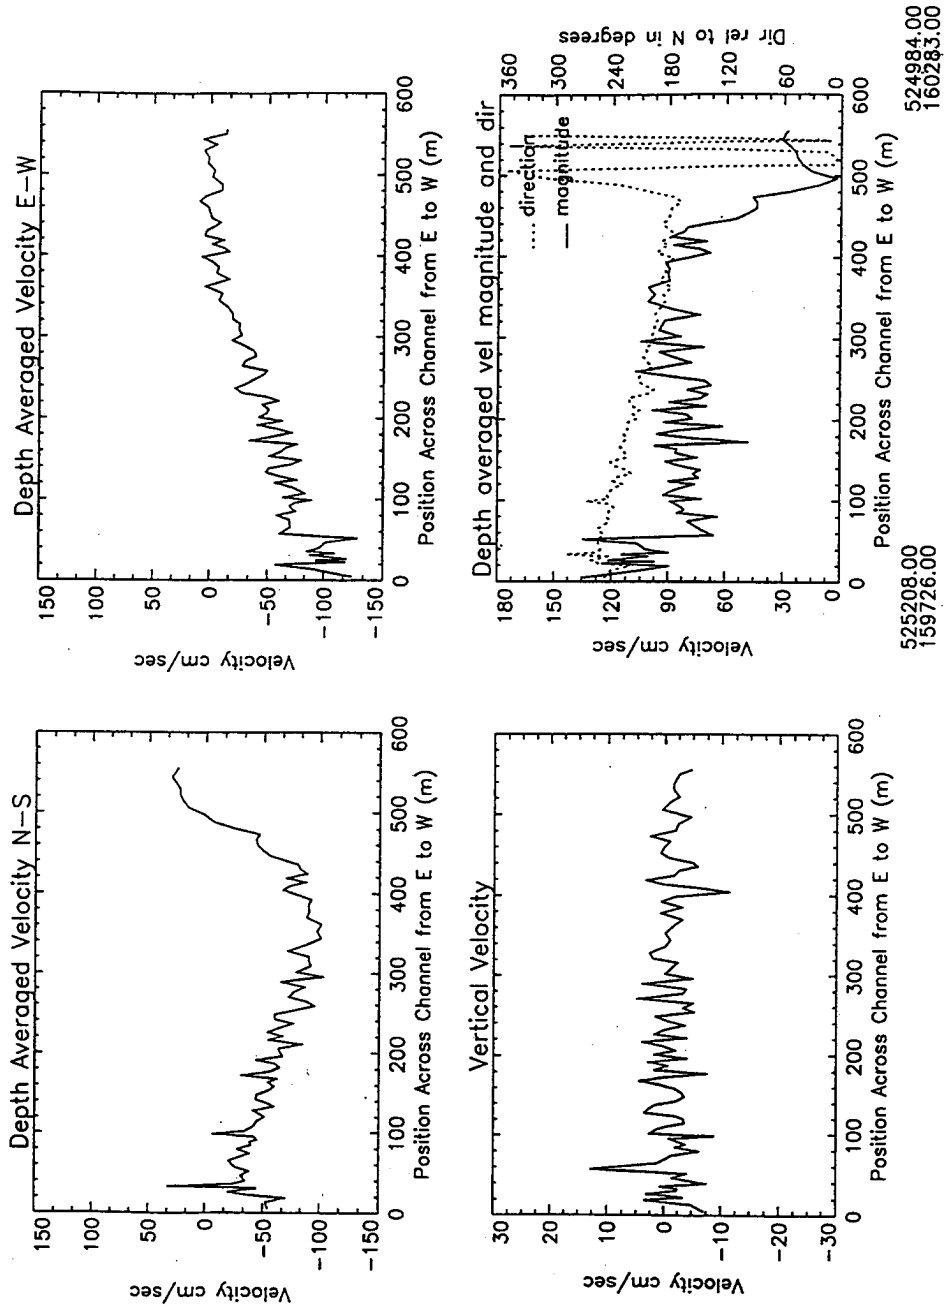 Depth Averaged Velocity N-S
Velocity cm/sec
150
100
50
0
-50
-100
-150
0 100 200 300 400 500 600
Position Across Channel from E to W (m)
Depth Averaged Velocity E-W
Velocity cm/sec
150
100
50
0
-50
-100
-150
0 100 200 300 400 500 600
Position Across Channel from E to W (m)
Vertical Velocity
Velocity cm/sec
30
20
10
0
-10
-20
-30
0 100 200 300 400 500 600
Position Across Channel from E to W (m)
Depth averaged vel magnitude and dir
Velocity cm/sec
180
150
120
90
60
30
0
direction
magnitude
360
300
240
180
120
60
0
Dir rel to N in degrees
0 100 200 300 400 500 600
Position Across Channel from E to W (m)
525208.00
159726.00
524984.00
160283.00